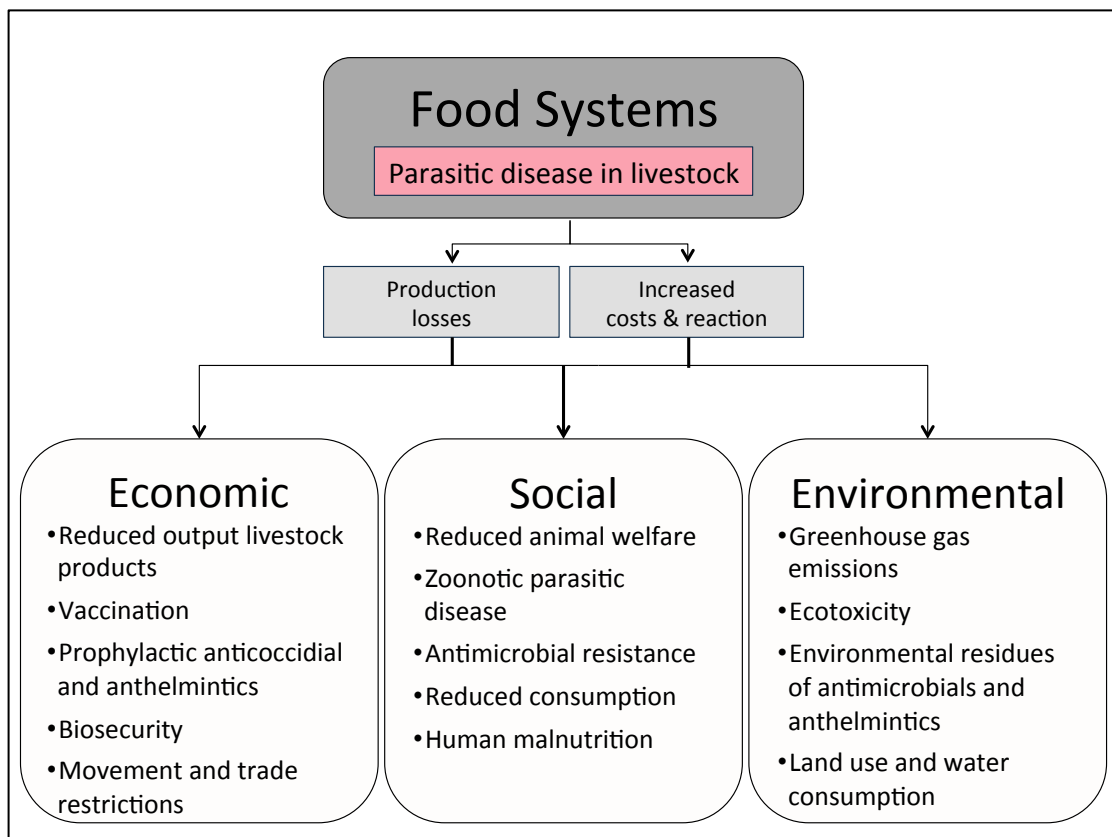 Food Systems
Parasitic disease in livestock
Production
losses
Increased
costs & reaction
Economic
•Reduced output livestock
products
•Vaccination
•Prophylactic anticoccidial
and anthelmintics
•Biosecurity
•Movement and trade
restrictions
Social
•Reduced animal welfare
•Zoonotic parasitic
disease
•Antimicrobial resistance
•Reduced consumption
•Human malnutrition
Environmental
•Greenhouse gas
emissions
•Ecotoxicity
•Environmental residues
of antimicrobials and
anthelmintics
•Land use and water
consumption